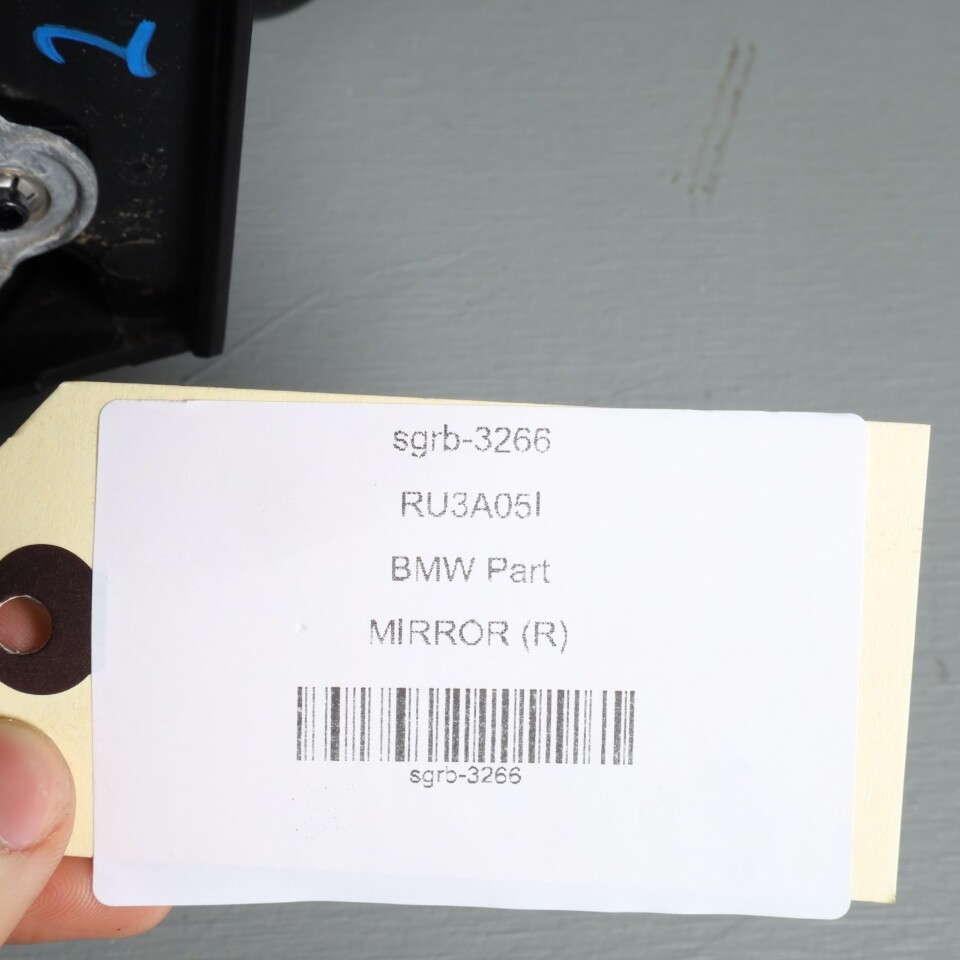 sgrb-3266
RU3A05I
BMW Part
MIRROR (R)
sgrb-3266